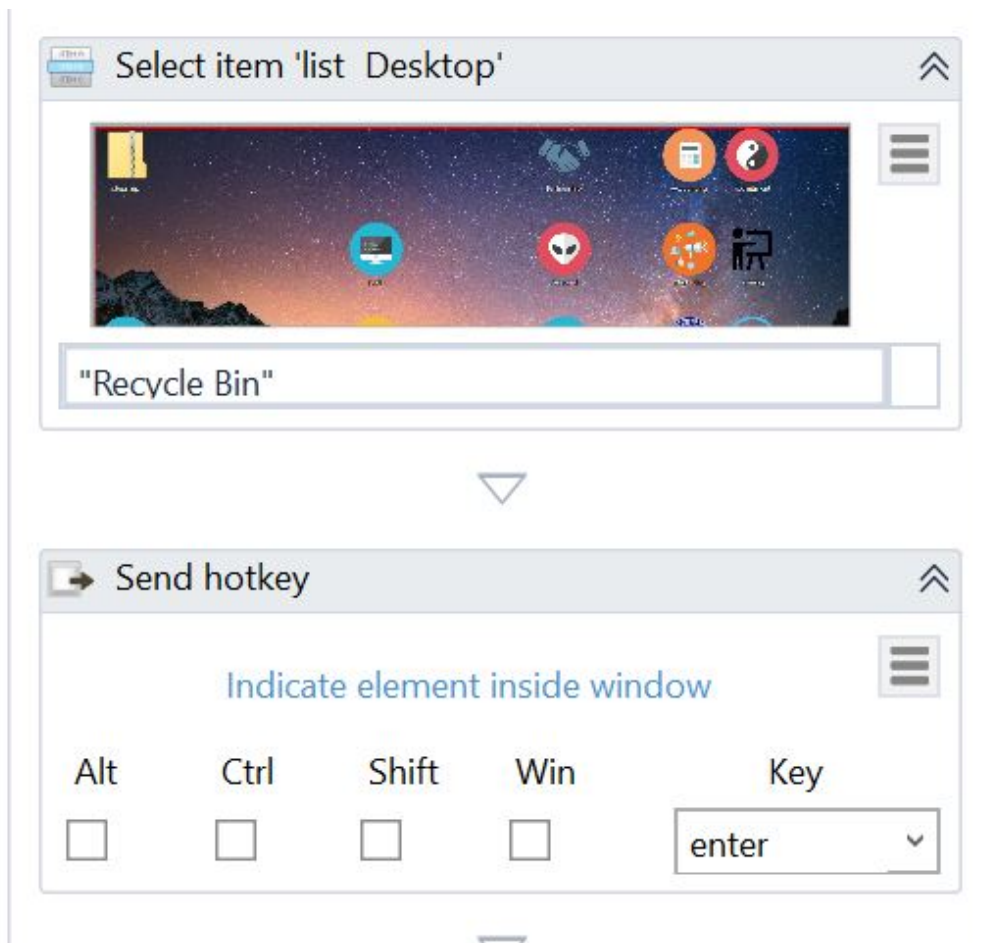 Select item 'list  Desktop'
"Recycle Bin"
Send hotkey
Indicate element inside window
Alt Ctrl Shift Win Key
enter